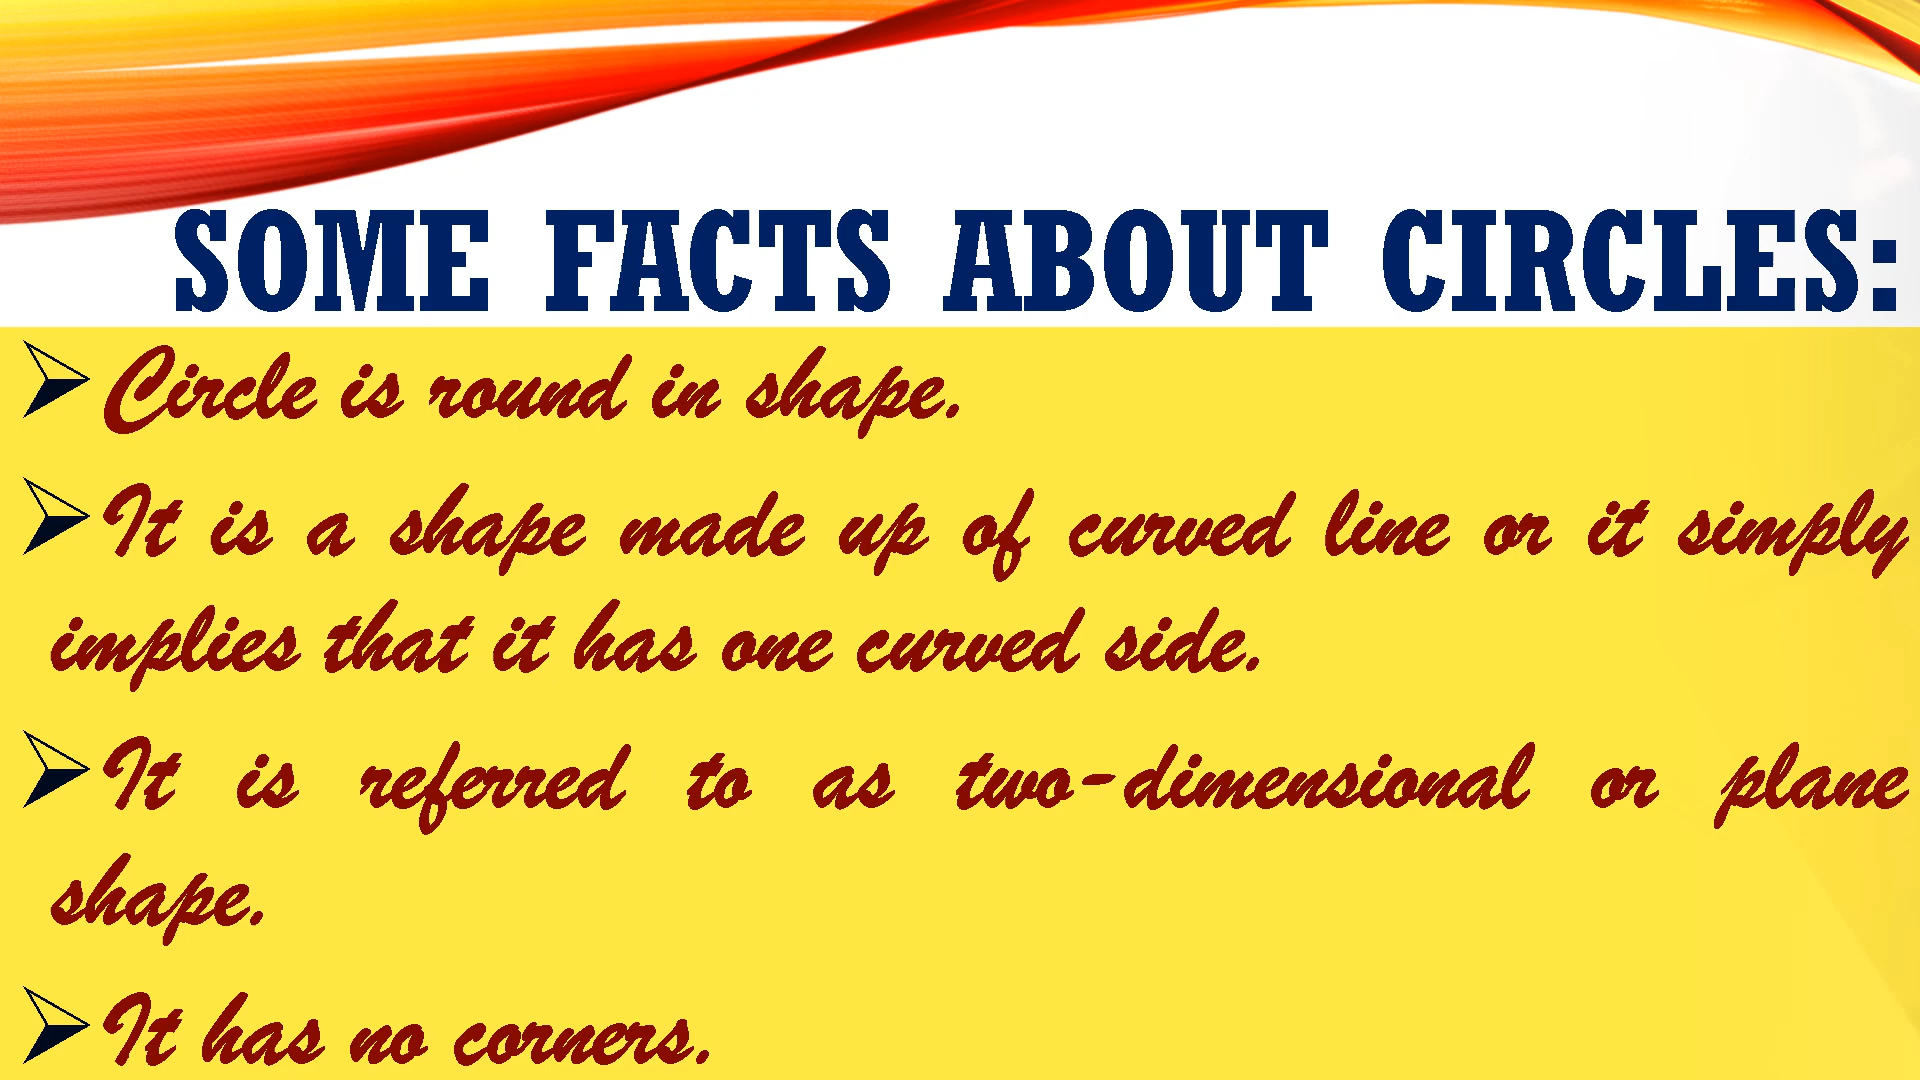 SOME FACTS ABOUT CIRCLES:
➢Circle is round in shape.
➢It is a shape made up of curved line or it simply
implies that it has one curved side.
➢It is referred to as two-dimensional or plane
shape.
➢It has no corners.